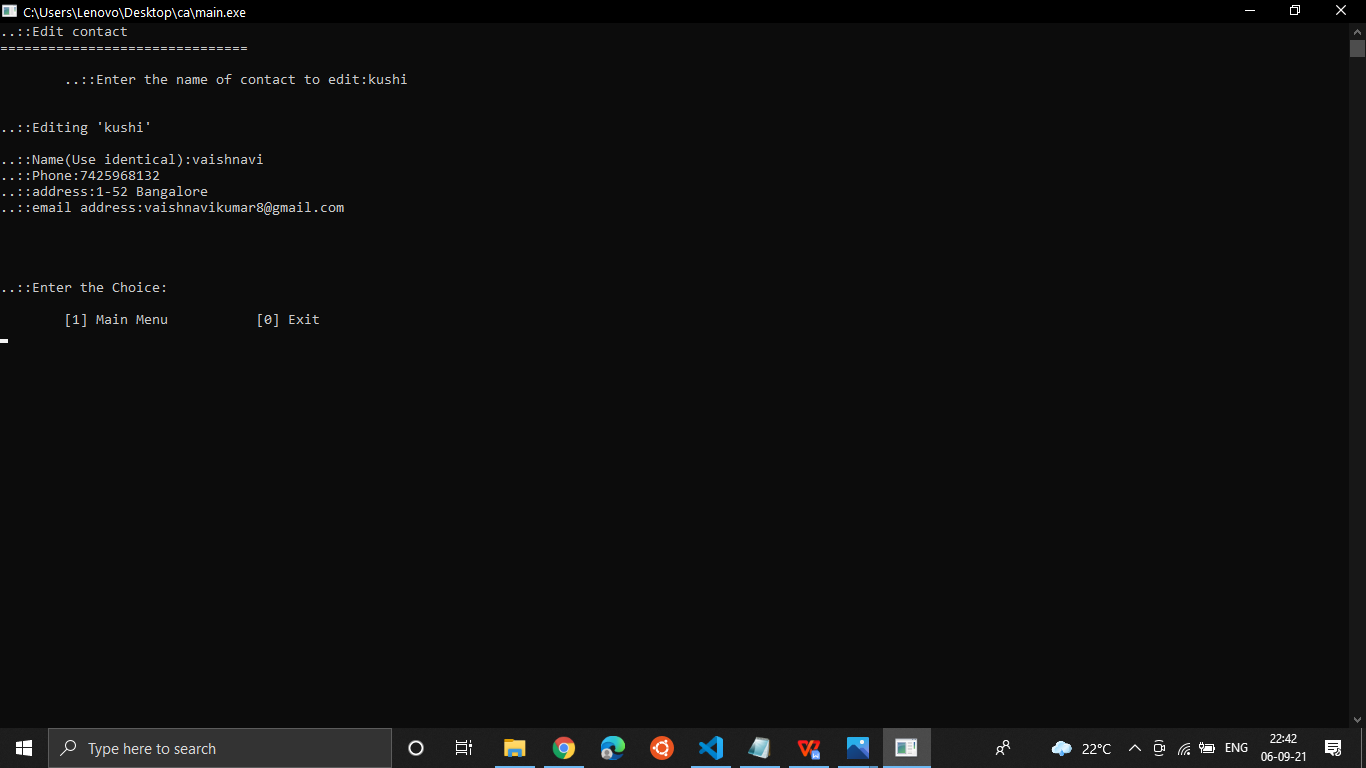 C:\Users\Lenovo\Desktop\ca\main.exe
..::Edit contact
===============================
..::Enter the name of contact to edit:kushi
..::Editing 'kushi'
..::Name(Use identical):vaishnavi
..::Phone:7425968132
..::address:1-52 Bangalore
..::email address:vaishnavikumar8@gmail.com
..::Enter the Choice:
[1] Main Menu [0] Exit
Type here to search
22°C ENG 22:42
06-09-21